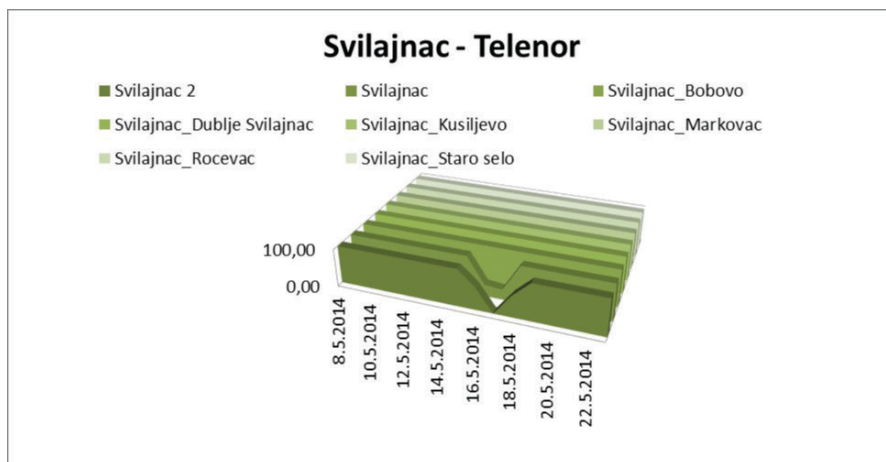 Svilajnac - Telenor
Svilajnac 2
Svilajnac
Svilajnac_Bobovo
Svilajnac_Dublje Svilajnac
Svilajnac_Kusiljevo
Svilajnac_Markovac
Svilajnac_Rocevac
Svilajnac_Staro selo
100,00
0,00
8.5.2014
10.5.2014
12.5.2014
14.5.2014
16.5.2014
18.5.2014
20.5.2014
22.5.2014